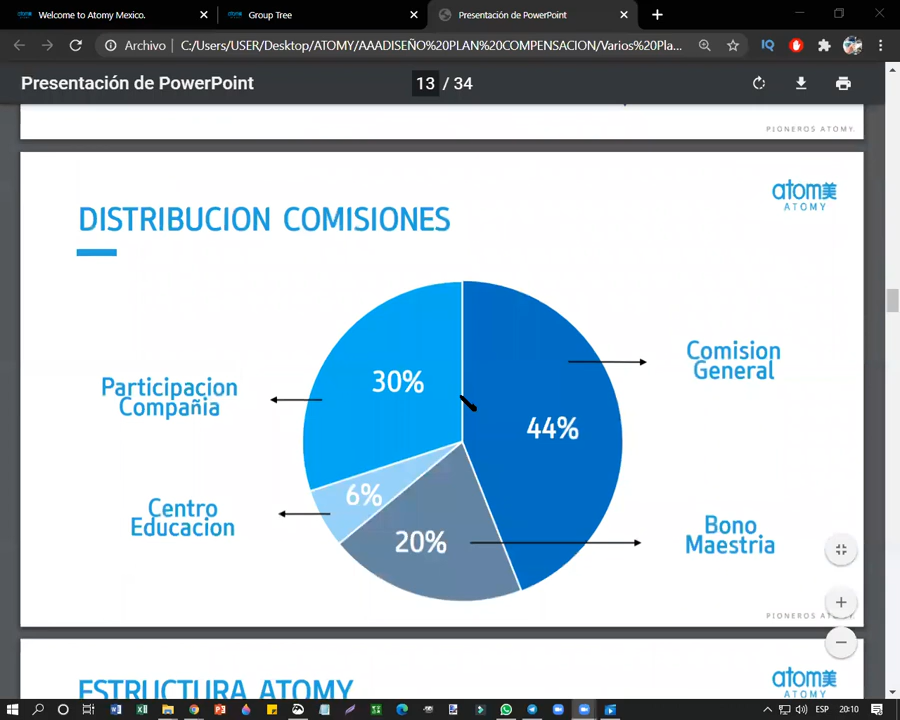 Welcome to Atomy Mexico.
Group Tree
Presentación de PowerPoint
Archivo
C:/Users/USER/Desktop/ATOMY/AAADISEÑO%20PLAN%20COMPENSACION/Varios%20Pla...
IQ
Presentación de PowerPoint
13 / 34
PIONEROS ATOMY.
atom美
ATOMY
DISTRIBUCION COMISIONES
Comision
General
30%
Participacion
Compañia
44%
6%
Centro
Educacion
20%
Bono
Maestria
PIONEROS ATOMY.
ESTRUCTURA ATOMY
atom美
ATOMY
ESP
20:10